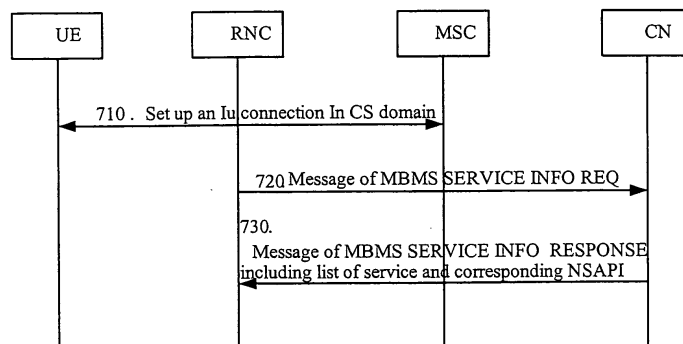 UE RNC MSC CN
710 . Set up an Iu connection In CS domain
720. Message of MBMS SERVICE INFO REQ
730.
Message of MBMS SERVICE INFO RESPONSE
including list of service and corresponding NSAPI